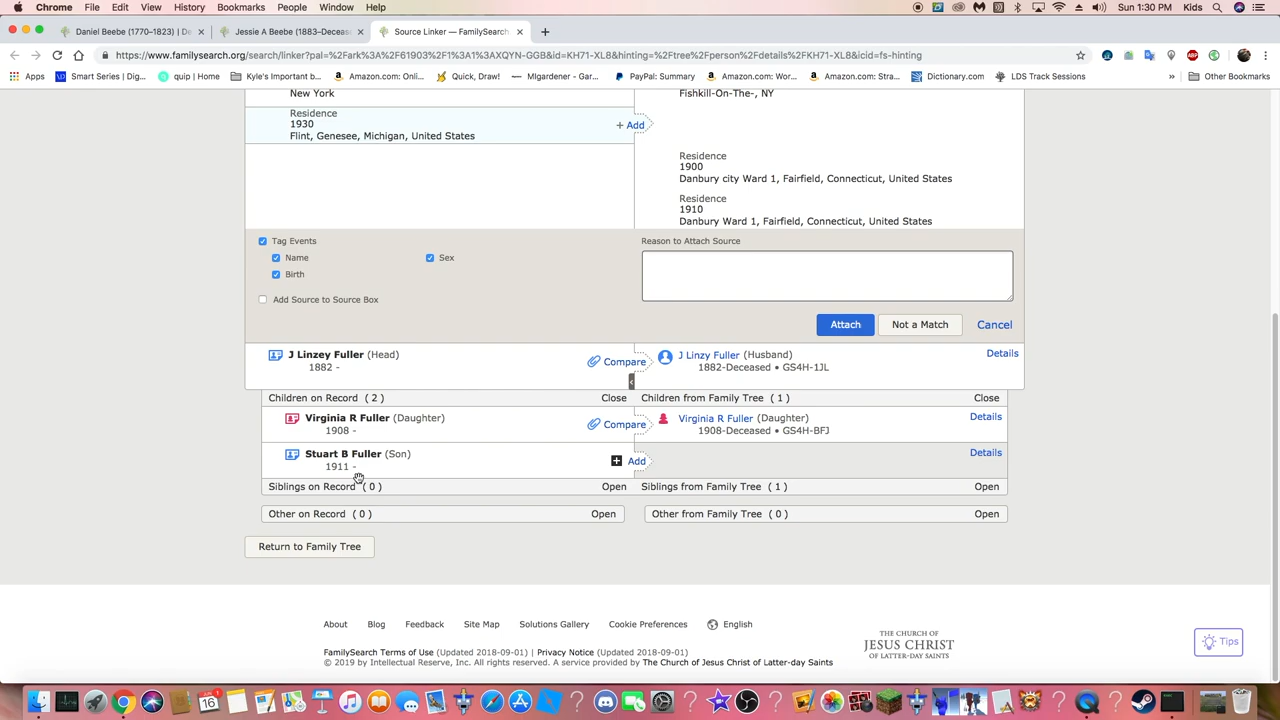 Chrome File Edit View History Bookmarks People Window Help Sun 1:30 PM Kids
Daniel Beebe (1770–1823) | De × Jessie A Beebe (1883–Deceas × Source Linker — FamilySearch × +
https://www.familysearch.org/search/linker?pal=%2Fark%3A%2F61903%2F1%3A1%3AXQYN-GGB&id=KH71-XL8&hinting=%2Ftree%2Fperson%2Fdetails%2FKH71-XL8&icid=fs-hinting
Apps Smart Series | Dig... quip | Home Kyle's Important b... Amazon.com: Onli... Quick, Draw! MIgardener - Gar... PayPal: Summary Amazon.com: Wor... Amazon.com: Stra... Dictionary.com LDS Track Sessions » Other Bookmarks
New York Fishkill-On-The-, NY
Residence
1930 + Add
Flint, Genesee, Michigan, United States
Residence
1900
Danbury city Ward 1, Fairfield, Connecticut, United States
Residence
1910
Danbury Ward 1, Fairfield, Connecticut, United States
Tag Events Reason to Attach Source
Name Sex
Birth
Add Source to Source Box
Attach Not a Match Cancel
J Linzey Fuller (Head) Compare J Linzy Fuller (Husband) Details
1882 - 1882-Deceased • GS4H-1JL
Children on Record ( 2 ) Close Children from Family Tree ( 1 ) Close
Virginia R Fuller (Daughter) Compare Virginia R Fuller (Daughter) Details
1908 - 1908-Deceased • GS4H-BFJ
Stuart B Fuller (Son) Add Details
1911 -
Siblings on Record ( 0 ) Open Siblings from Family Tree ( 1 ) Open
Other on Record ( 0 ) Open Other from Family Tree ( 0 ) Open
Return to Family Tree
About Blog Feedback Site Map Solutions Gallery Cookie Preferences English
THE CHURCH OF
JESUS CHRIST
OF LATTER-DAY SAINTS
Tips
FamilySearch Terms of Use (Updated 2018-09-01) | Privacy Notice (Updated 2018-09-01)
© 2019 by Intellectual Reserve, Inc. All rights reserved. A service provided by The Church of Jesus Christ of Latter-day Saints